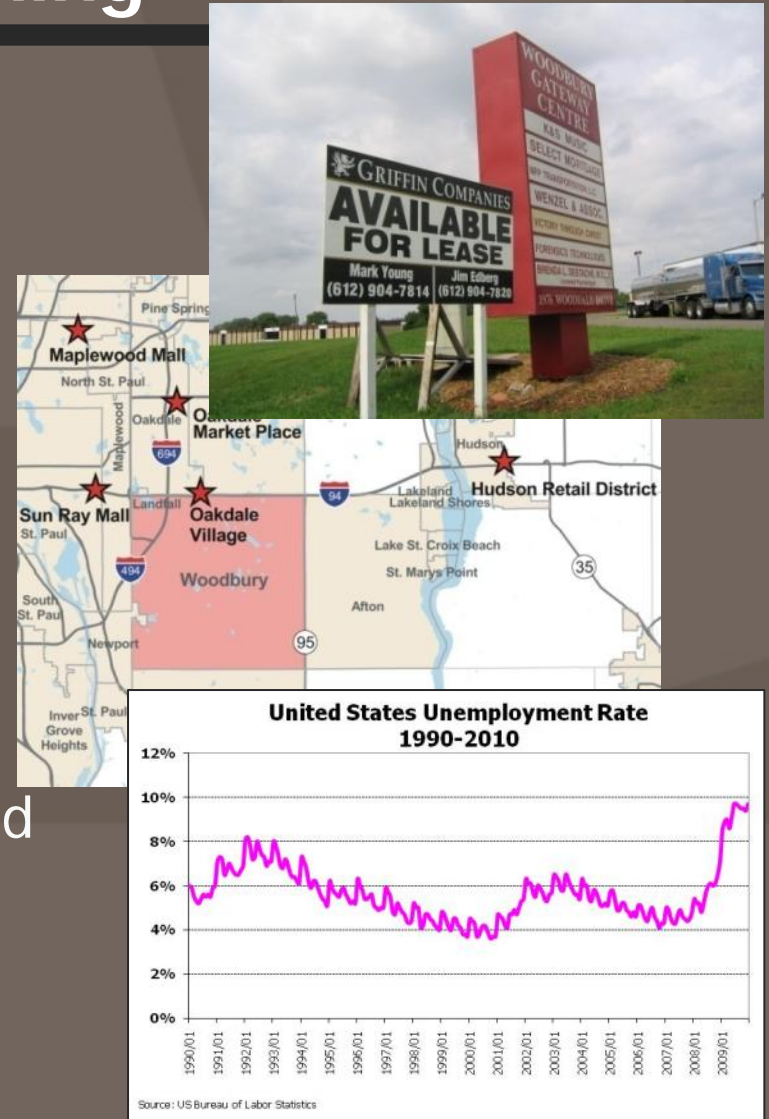 GRIFFIN COMPANIES
AVAILABLE
FOR LEASE
Mark Young
(612) 904-7814
Jim Edberg
(612) 904-7820
WOODBURY
GATEWAY
CENTRE
K&S MUSIC
SELECT MORTGAGE
WENZEL & ASSOC.
VICTORY THROUGH CHRIST
FORENSICS TECHNOLOGIES
Pine Spring
Maplewood Mall
North St. Paul
Maplewood
Oakdale
Oakdale
Market Place
694
Hudson
Hudson Retail District
94
Lakeland
Lakeland Shores
Landfall
Sun Ray Mall
St. Paul
Oakdale
Village
Lake St. Croix Beach
494
Woodbury
St. Marys Point
35
South
St. Paul
Afton
Newport
95
Inver
Grove
Heights
St. Paul
d
United States Unemployment Rate
1990-2010
12%
10%
8%
6%
4%
2%
0%
1990/01
1991/01
1992/01
1993/01
1994/01
1995/01
1996/01
1997/01
1998/01
1999/01
2000/01
2001/01
2002/01
2003/01
2004/01
2005/01
2006/01
2007/01
2008/01
2009/01
Source: US Bureau of Labor Statistics